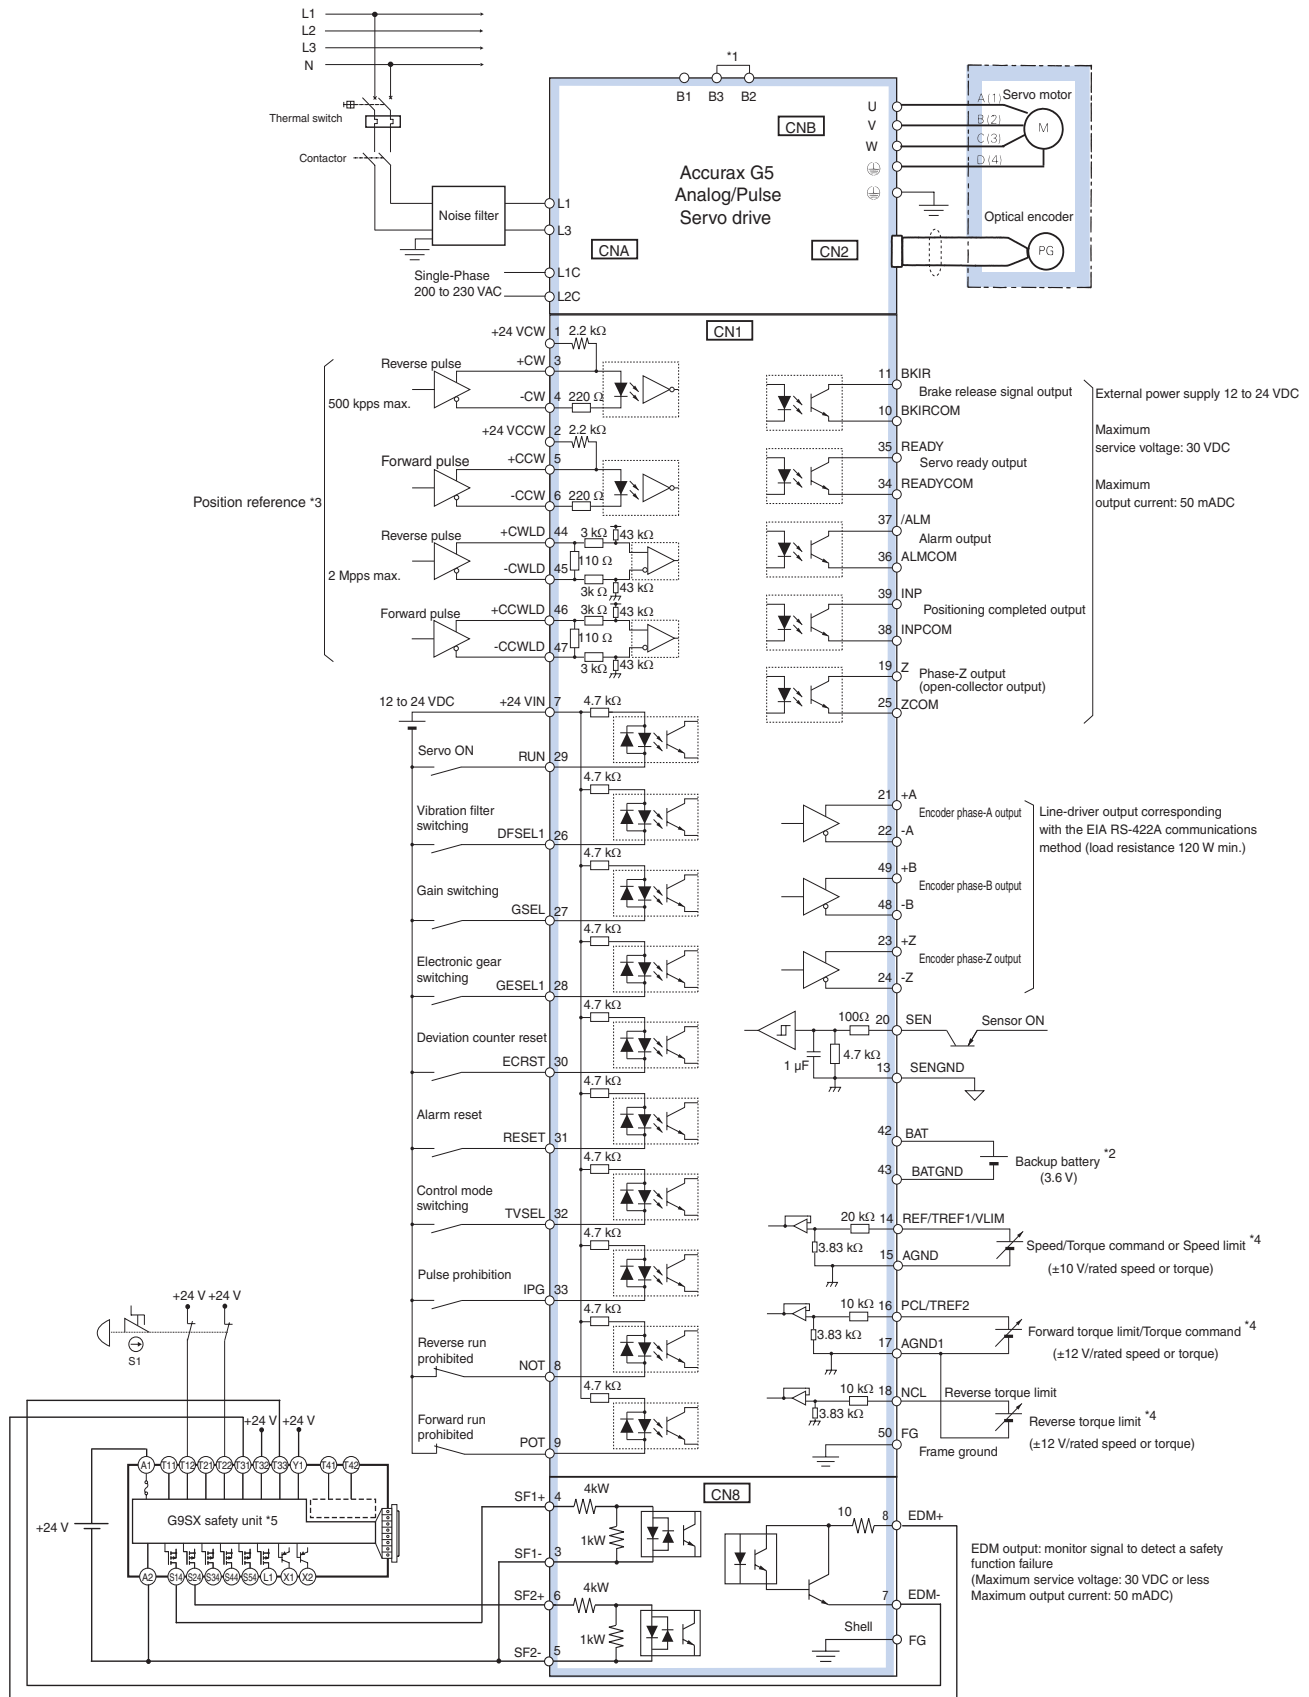 L1
L2
L3
N
Thermal switch
Contactor
Noise filter
L1
L3
Single-Phase
200 to 230 VAC
L1C
L2C
*1
B1 B3 B2
CNB
CNA
CN2
Accurax G5
Analog/Pulse
Servo drive
U
V
W
A (1)
B (2)
C (3)
D (4)
Servo motor
M
Optical encoder
PG
CN1
Position reference *3
500 kpps max.
2 Mpps max.
+24 VCW 1 2.2 kΩ
Reverse pulse
+CW 3
-CW 4 220 Ω
+24 VCCW 2 2.2 kΩ
Forward pulse
+CCW 5
-CCW 6 220 Ω
Reverse pulse
+CWLD 44 3 kΩ 43 kΩ
110 Ω
-CWLD 45 3k Ω 43 kΩ
Forward pulse
+CCWLD 46 3k Ω 43 kΩ
110 Ω
-CCWLD 47 3 kΩ 43 kΩ
12 to 24 VDC
+24 VIN 7 4.7 kΩ
Servo ON
RUN 29
4.7 kΩ
Vibration filter
switching
DFSEL1 26
4.7 kΩ
Gain switching
GSEL 27
4.7 kΩ
Electronic gear
switching
GESEL1 28
4.7 kΩ
Deviation counter reset
ECRST 30
4.7 kΩ
Alarm reset
RESET 31
4.7 kΩ
Control mode
switching
TVSEL 32
4.7 kΩ
Pulse prohibition
IPG 33
4.7 kΩ
Reverse run
prohibited
NOT 8
4.7 kΩ
Forward run
prohibited
POT 9
11 BKIR
Brake release signal output
10 BKIRCOM
35 READY
Servo ready output
34 READYCOM
37 /ALM
Alarm output
36 ALMCOM
39 INP
Positioning completed output
38 INPCOM
19 Z
Phase-Z output
(open-collector output)
25 ZCOM
External power supply 12 to 24 VDC
Maximum
service voltage: 30 VDC
Maximum
output current: 50 mADC
21 +A
Encoder phase-A output
22 -A
49 +B
Encoder phase-B output
48 -B
23 +Z
Encoder phase-Z output
24 -Z
Line-driver output corresponding
with the EIA RS-422A communications
method (load resistance 120 W min.)
100Ω 20 SEN
Sensor ON
1 µF 4.7 kΩ
13 SENGND
42 BAT
43 BATGND
Backup battery *2
(3.6 V)
20 kΩ 14 REF/TREF1/VLIM
3.83 kΩ
15 AGND
Speed/Torque command or Speed limit *4
(±10 V/rated speed or torque)
10 kΩ 16 PCL/TREF2
3.83 kΩ
17 AGND1
Forward torque limit/Torque command *4
(±12 V/rated speed or torque)
10 kΩ 18 NCL
Reverse torque limit
3.83 kΩ
Reverse torque limit *4
(±12 V/rated speed or torque)
50 FG
Frame ground
+24 V +24 V
S1
+24 V +24 V
A1 T11 T12 T21 T22 T31 T32 T33 Y1 T41 T42
G9SX safety unit *5
+24 V
A2 S14 S24 S34 S44 S54 L1 X1 X2
CN8
SF1+ 4 4kW
1kW
SF1- 3
SF2+ 6 4kW
1kW
SF2- 5
10 8 EDM+
7 EDM-
Shell
FG
EDM output: monitor signal to detect a safety
function failure
(Maximum service voltage: 30 VDC or less
Maximum output current: 50 mADC)